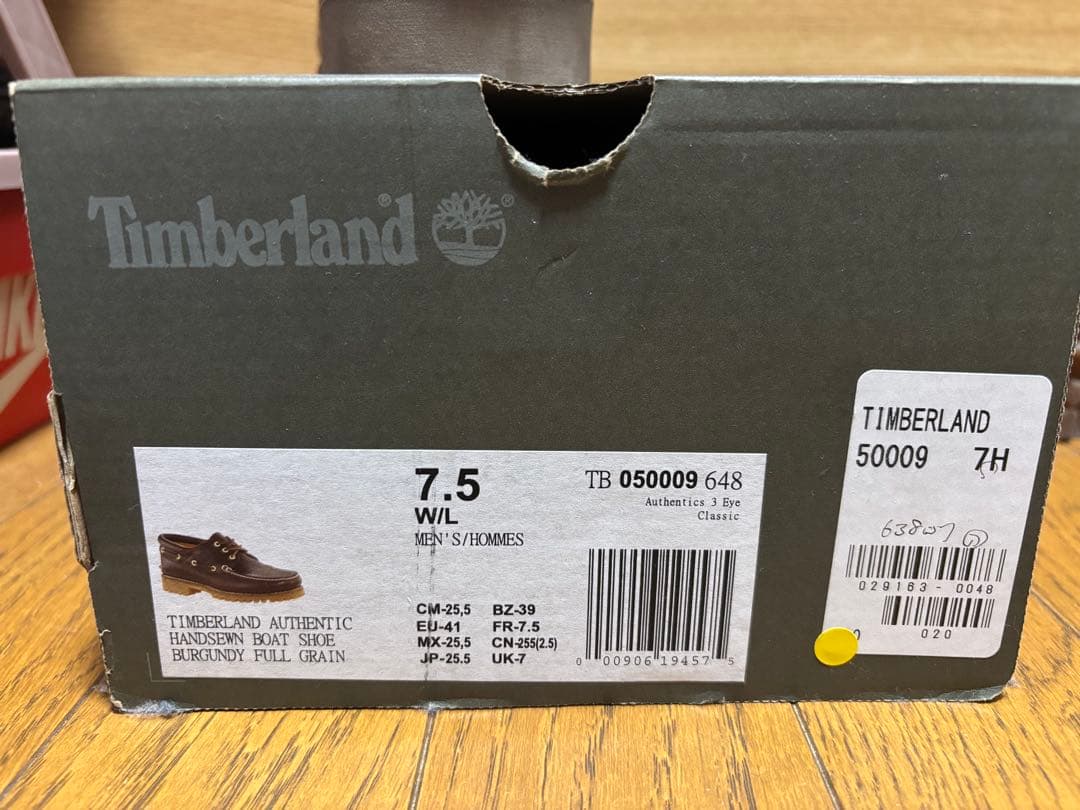 Timberland®
®
7.5
W/L
MEN'S/HOMMES
TB 050009 648
Authentics 3 Eye
Classic
TIMBERLAND AUTHENTIC
HANDSEWN BOAT SHOE
BURGUNDY FULL GRAIN
CM-25,5 BZ-39
EU-41 FR-7.5
MX-25,5 CN-255(2.5)
JP-25.5 UK-7
0 00906 19457 5
TIMBERLAND
50009 7H
029163-0048
020